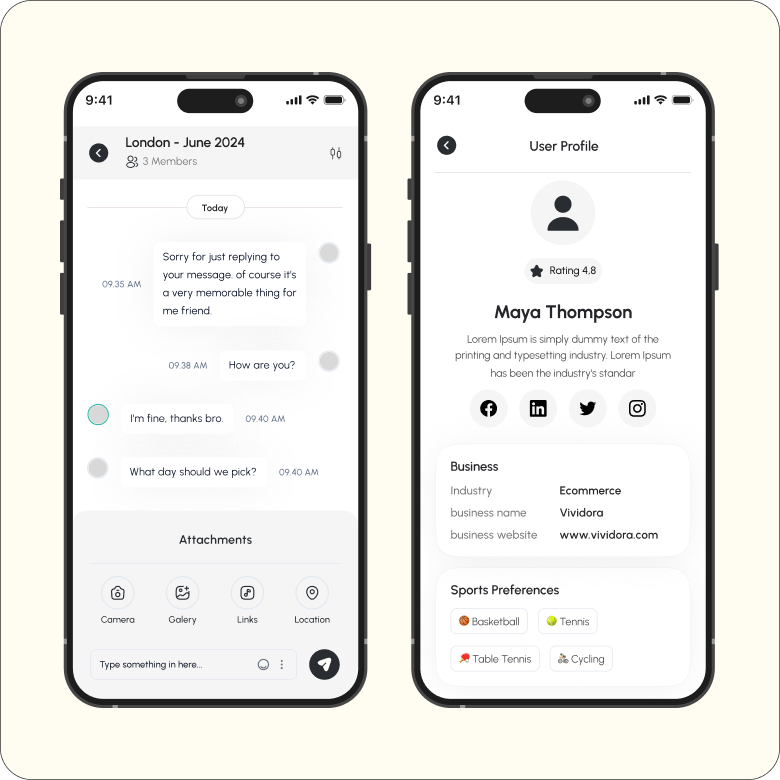 9:41
London - June 2024
3 Members
Today
Sorry for just replying to
your message. of course it's
a very memorable thing for
me friend.
09.35 AM
09.38 AM
How are you?
I'm fine, thanks bro.
09.40 AM
What day should we pick?
09.40 AM
Attachments
Camera
Galery
Links
Location
Type something in here...
9:41
User Profile
Rating 4,8
Maya Thompson
Lorem Ipsum is simply dummy text of the
printing and typesetting industry. Lorem Ipsum
has been the industry's standar
Business
Industry
Ecommerce
business name
Vividora
business website
www.vividora.com
Sports Preferences
Basketball
Tennis
Table Tennis
Cycling